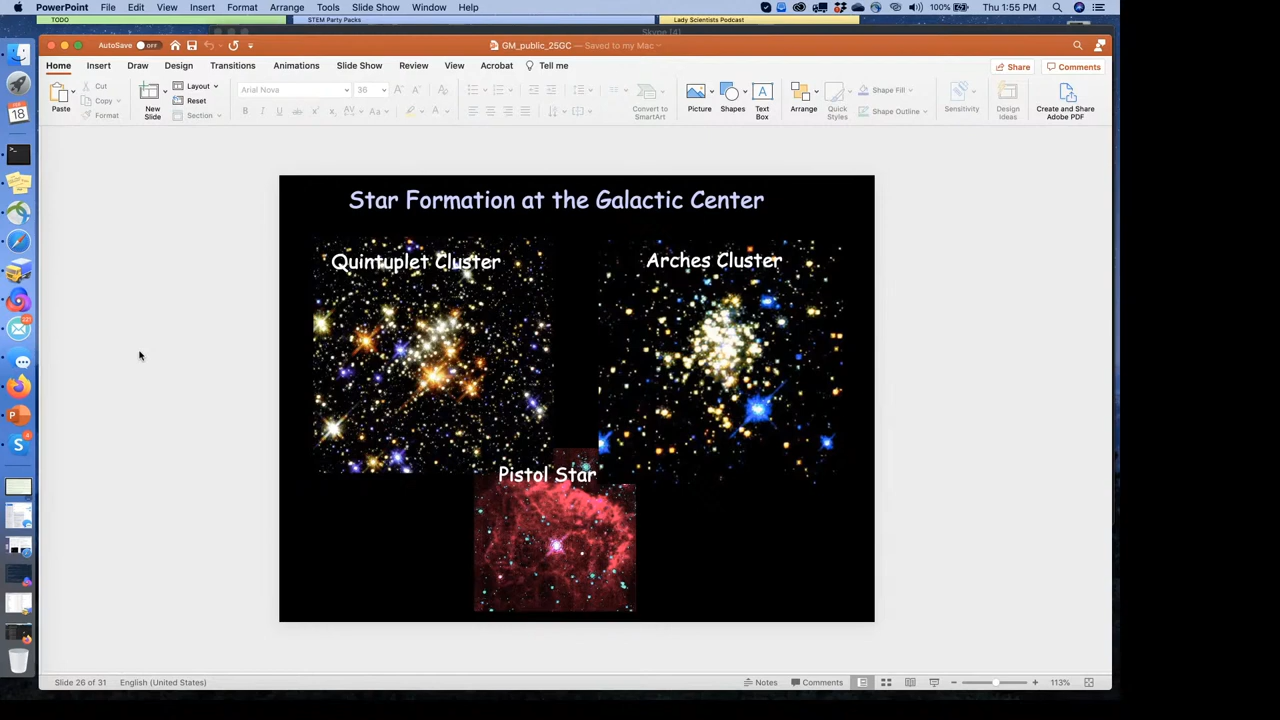 PowerPoint File Edit View Insert Format Arrange Tools Slide Show Window Help 100% Thu 1:55 PM
TODO STEM Party Packs Lady Scientists Podcast
Skype (4)
AutoSave OFF GM_public_25GC — Saved to my Mac
Home Insert Draw Design Transitions Animations Slide Show Review View Acrobat Tell me Share Comments
Paste Cut Copy Format
New Slide Layout Reset Section
Arial Nova 36
Convert to SmartArt
Picture Shapes Text Box
Arrange Quick Styles Shape Fill Shape Outline
Sensitivity
Design Ideas
Create and Share Adobe PDF
18
Star Formation at the Galactic Center
Quintuplet Cluster
Arches Cluster
Pistol Star
Slide 26 of 31 English (United States) Notes Comments 113%